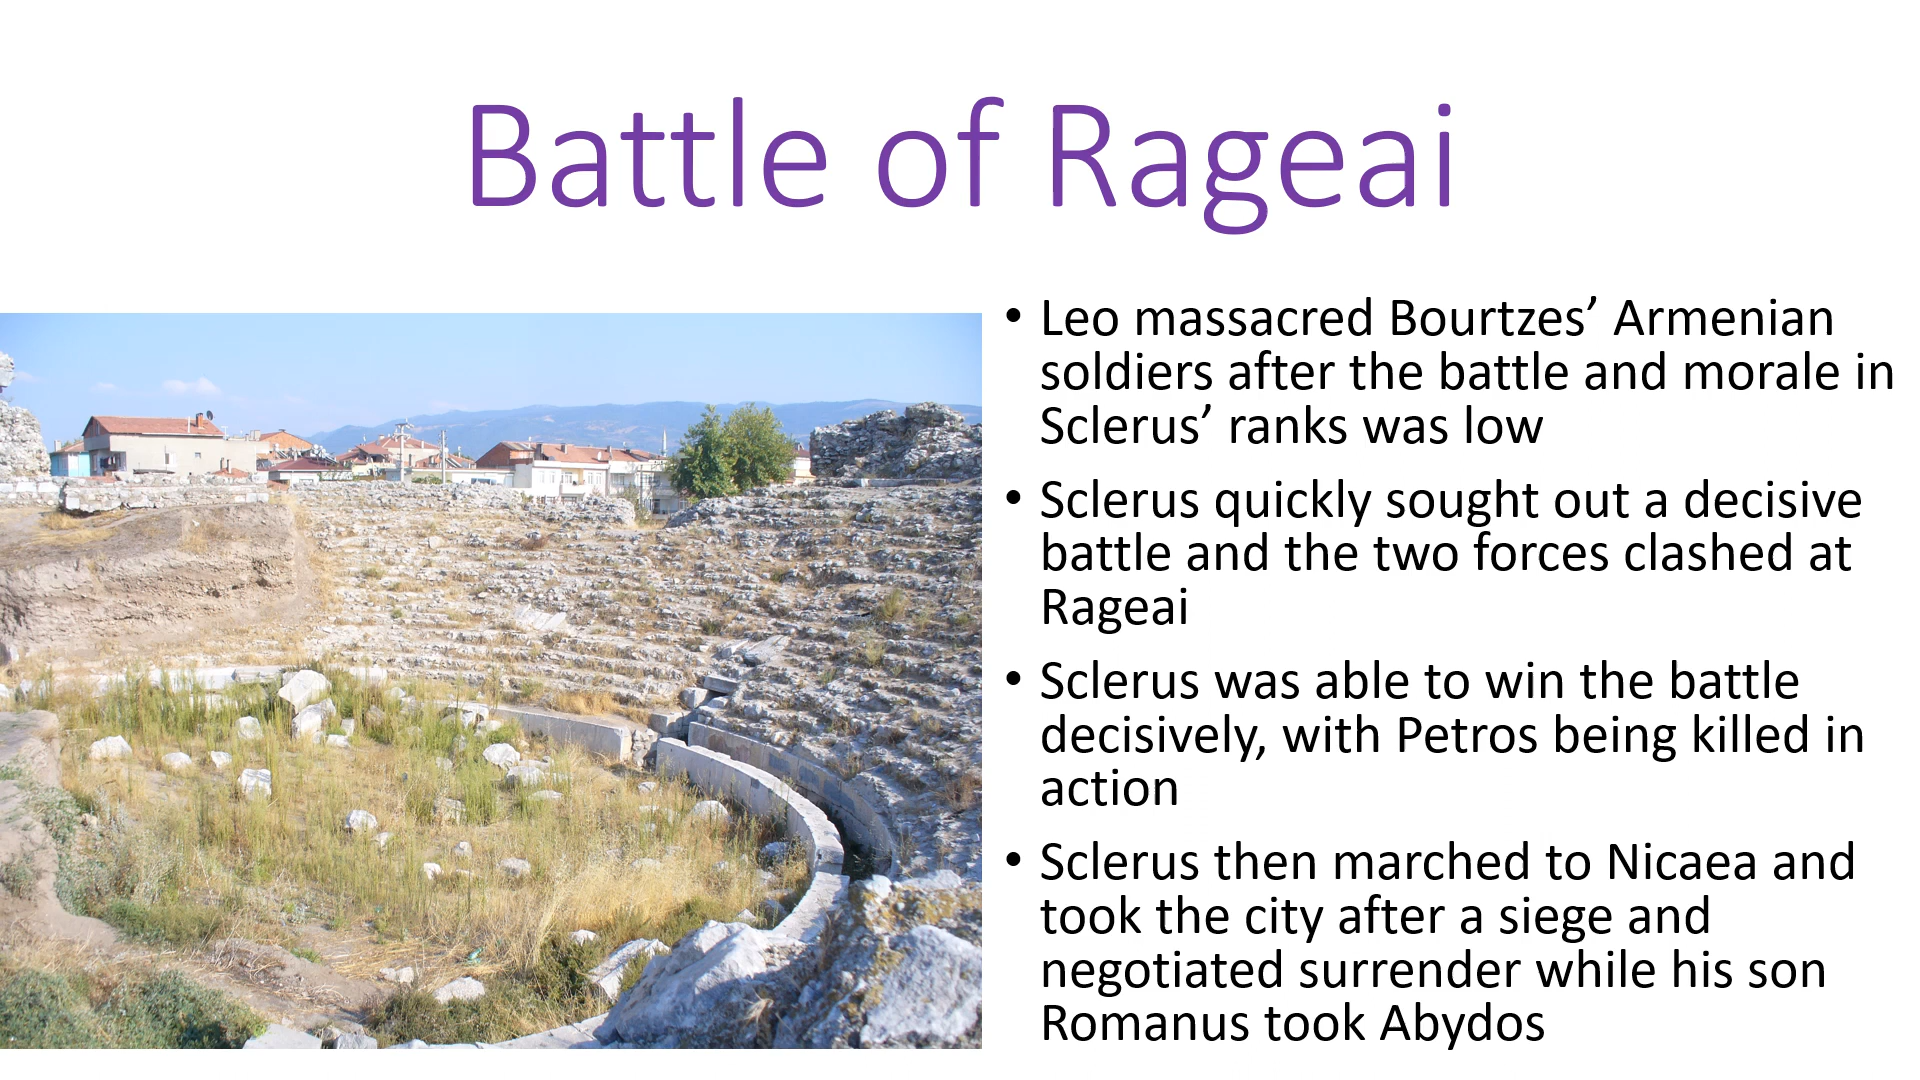 Battle of Rageai
• Leo massacred Bourtzes’ Armenian
soldiers after the battle and morale in
Sclerus’ ranks was low
• Sclerus quickly sought out a decisive
battle and the two forces clashed at
Rageai
• Sclerus was able to win the battle
decisively, with Petros being killed in
action
• Sclerus then marched to Nicaea and
took the city after a siege and
negotiated surrender while his son
Romanus took Abydos